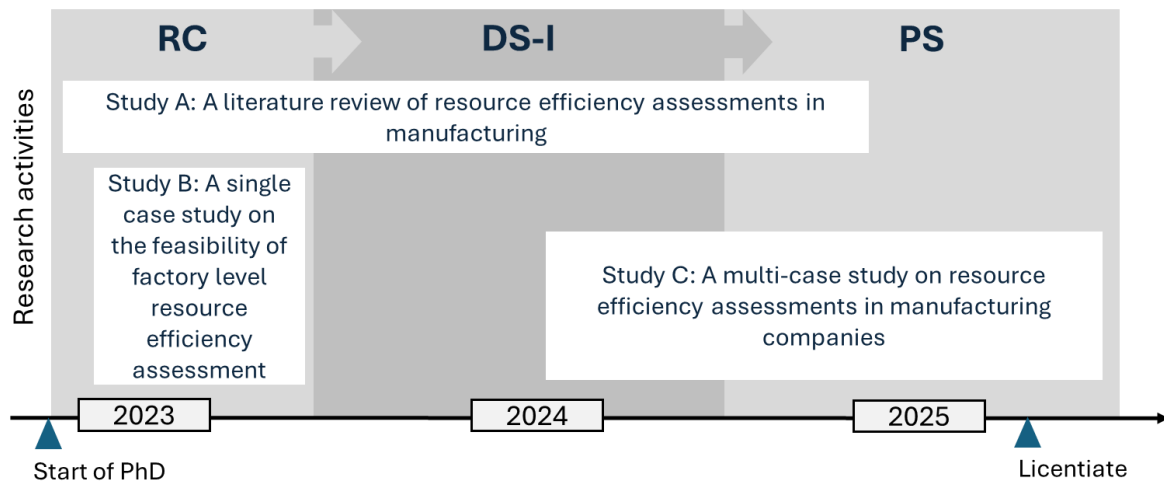 RC
DS-I
PS
Research activities
Study A: A literature review of resource efficiency assessments in
manufacturing
Study B: A single
case study on
the feasibility of
factory level
resource
efficiency
assessment
Study C: A multi-case study on resource
efficiency assessments in manufacturing
companies
2023
2024
2025
Start of PhD
Licentiate